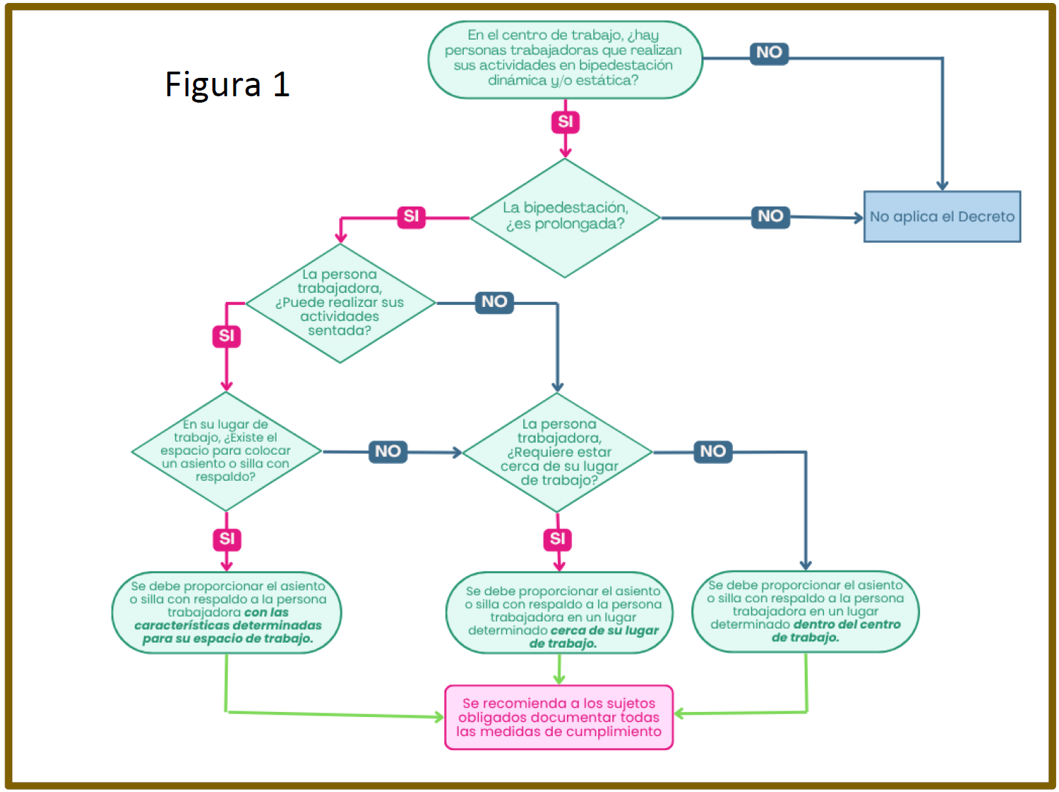 Figura 1
En el centro de trabajo, ¿hay
personas trabajadoras que realizan
sus actividades en bipedestación
dinámica y/o estática?
NO
SI
La bipedestación,
¿es prolongada?
SI
NO
No aplica el Decreto
La persona
trabajadora,
¿Puede realizar sus
actividades
sentada?
NO
SI
En su lugar de
trabajo, ¿Existe el
espacio para colocar
un asiento o silla con
respaldo?
NO
La persona
trabajadora,
¿Requiere estar
cerca de su lugar
de trabajo?
NO
SI
SI
Se debe proporcionar el asiento
o silla con respaldo a la persona
trabajadora con las
características determinadas
para su espacio de trabajo.
Se debe proporcionar el asiento
o silla con respaldo a la persona
trabajadora en un lugar
determinado cerca de su lugar
de trabajo.
Se debe proporcionar el asiento
o silla con respaldo a la persona
trabajadora en un lugar
determinado dentro del centro
de trabajo.
Se recomienda a los sujetos
obligados documentar todas
las medidas de cumplimiento